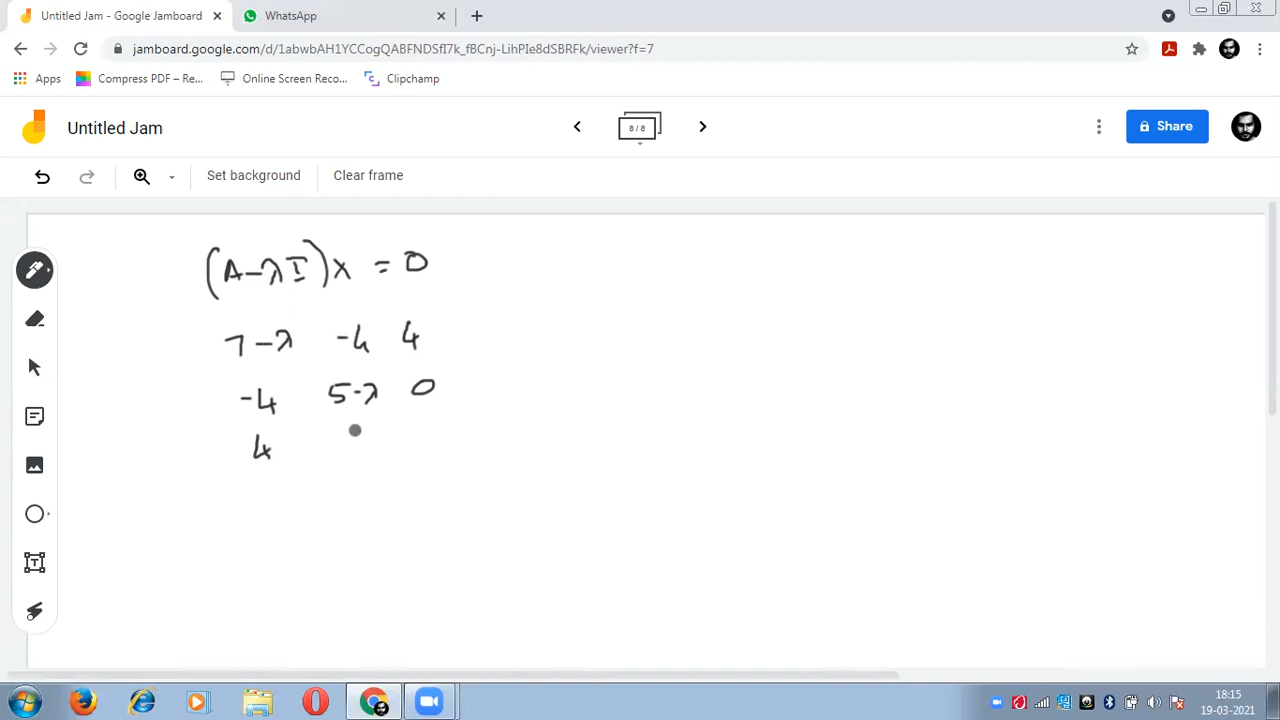 Untitled Jam - Google Jamboard
WhatsApp
jamboard.google.com/d/1abwbAH1YCCogQABFNDSfI7k_fBCnj-LihPIe8dSBRFk/viewer?f=7
Apps
Compress PDF – Re...
Online Screen Reco...
Clipchamp
Untitled Jam
8 / 8
Share
Set background
Clear frame
(A-λI)X = 0
7-λ -4 4
-4 5-λ 0
4
18:15
19-03-2021